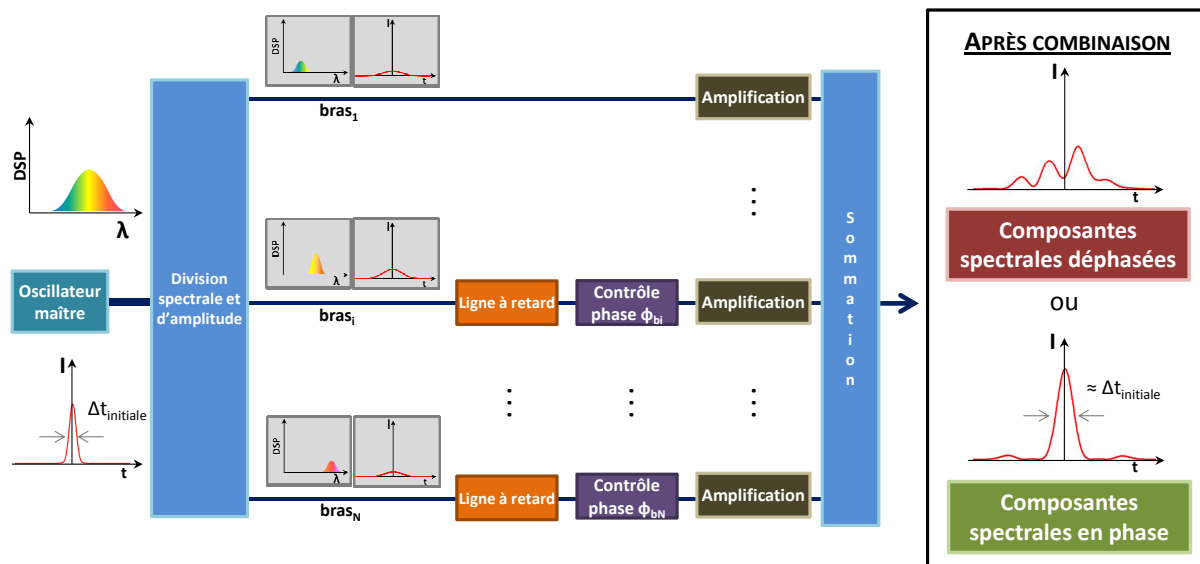 DSP
λ
Oscillateur
maître
I
Δt_initiale
t
Division
spectrale et
d'amplitude
DSP
λ
I
t
bras_1
Amplification
DSP
λ
I
t
bras_i
Ligne à retard
Contrôle
phase ϕ_bi
Amplification
DSP
λ
I
t
bras_N
Ligne à retard
Contrôle
phase ϕ_bN
Amplification
Sommation
APRÈS COMBINAISON
I
t
Composantes
spectrales déphasées
ou
I
≈ Δt_initiale
t
Composantes
spectrales en phase